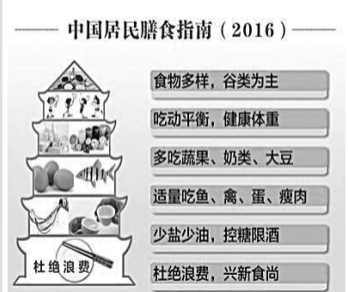 中国居民膳食指南（2016）
食物多样，谷类为主
吃动平衡，健康体重
多吃蔬果、奶类、大豆
适量吃鱼、禽、蛋、瘦肉
少盐少油，控糖限酒
杜绝浪费，兴新食尚
杜绝浪费